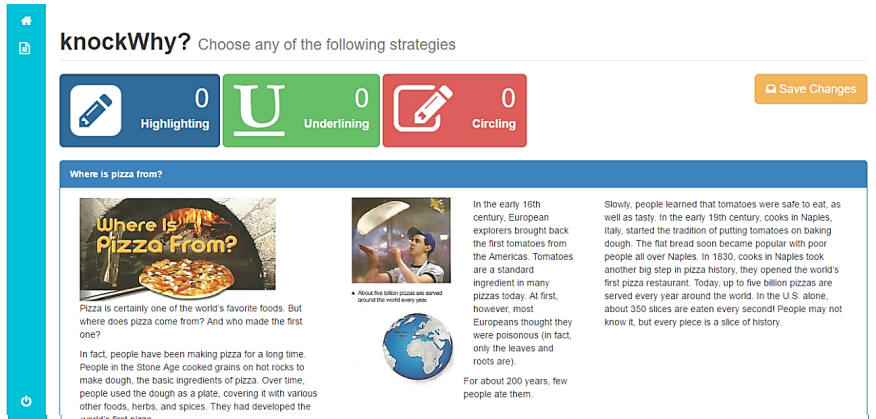 knockWhy? Choose any of the following strategies
0
Highlighting
U
0
Underlining
0
Circling
Save Changes
Where is pizza from?
Where Is
Pizza From?
Pizza is certainly one of the world's favorite foods. But
where does pizza come from? And who made the first
one?
In fact, people have been making pizza for a long time.
People in the Stone Age cooked grains on hot rocks to
make dough, the basic ingredients of pizza. Over time,
people used the dough as a plate, covering it with various
other foods, herbs, and spices. They had developed the
world's first pizza.
▲ About five billion pizzas are served
around the world every year.
In the early 16th
century, European
explorers brought back
the first tomatoes from
the Americas. Tomatoes
are a standard
ingredient in many
pizzas today. At first,
however, most
Europeans thought they
were poisonous (in fact,
only the leaves and
roots are).
For about 200 years, few
people ate them.
Slowly, people learned that tomatoes were safe to eat, as
well as tasty. In the early 19th century, cooks in Naples,
Italy, started the tradition of putting tomatoes on baking
dough. The flat bread soon became popular with poor
people all over Naples. In 1830, cooks in Naples took
another big step in pizza history, they opened the world's
first pizza restaurant. Today, up to five billion pizzas are
served every year around the world. In the U.S. alone,
about 350 slices are eaten every second! People may not
know it, but every piece is a slice of history.